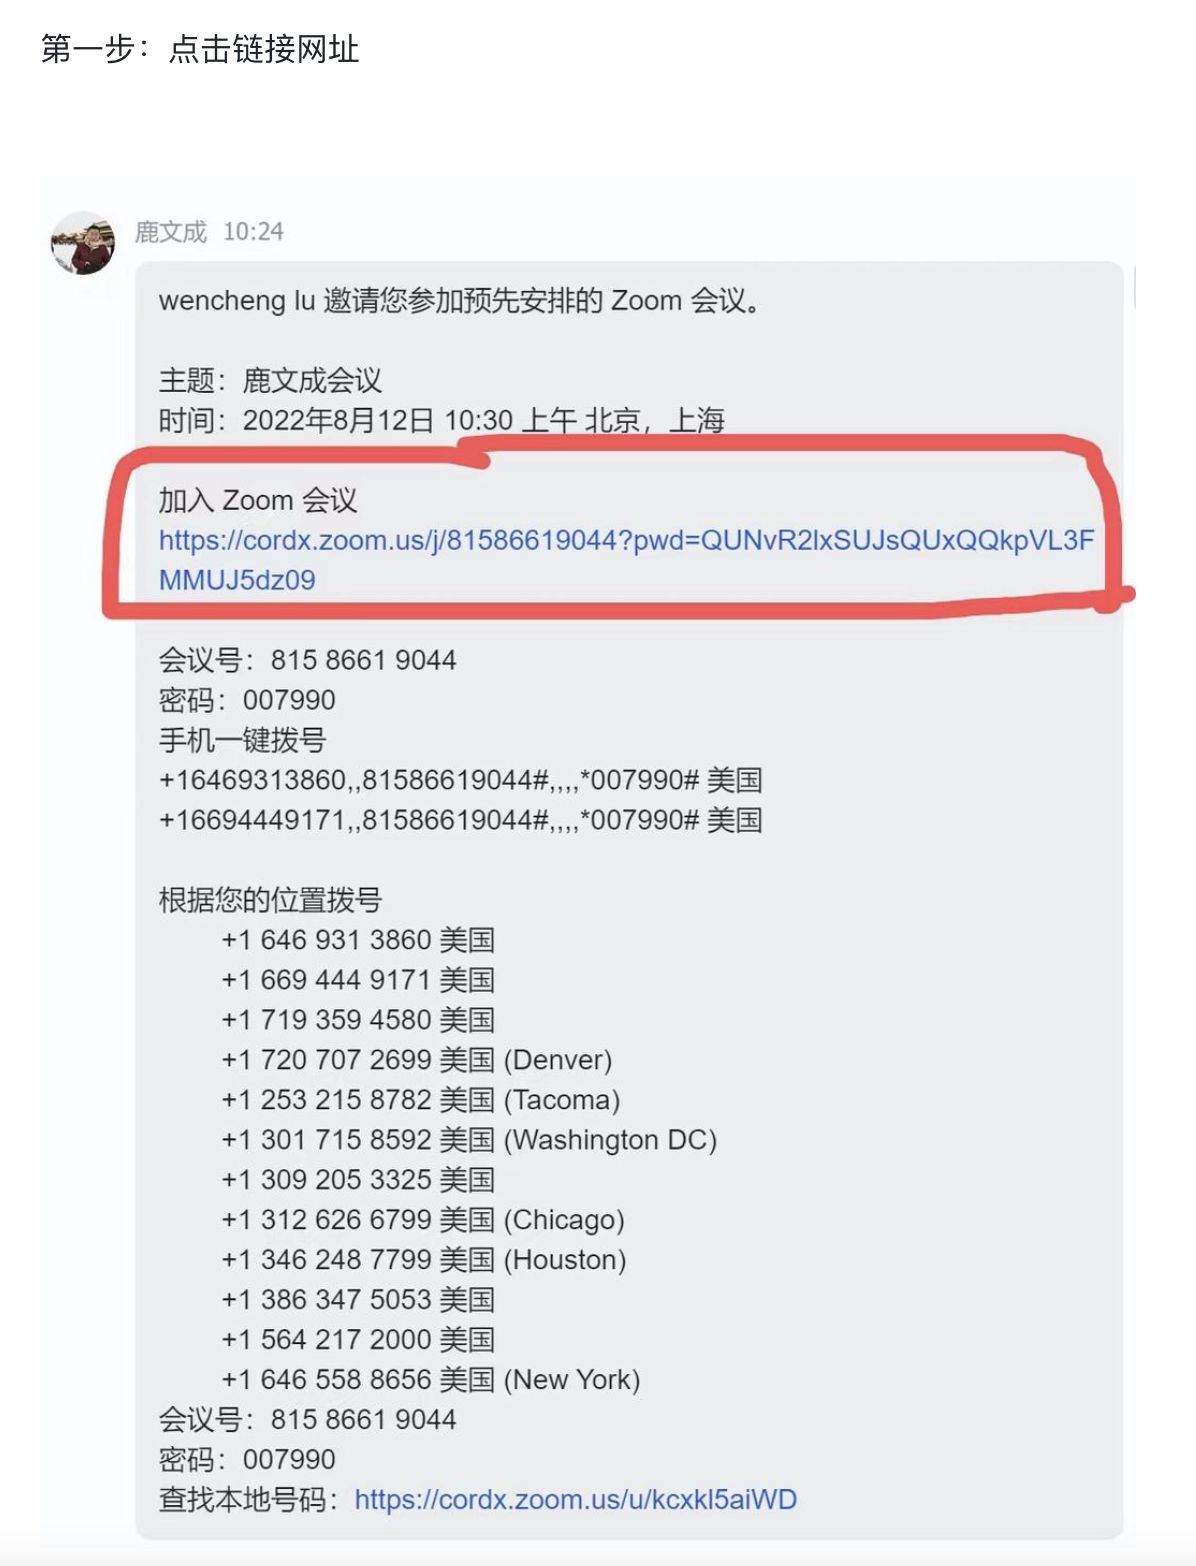 第一步：点击链接网址
鹿文成 10:24
wencheng lu 邀请您参加预先安排的 Zoom 会议。
主题：鹿文成会议
时间：2022年8月12日 10:30 上午 北京，上海
加入 Zoom 会议
https://cordx.zoom.us/j/81586619044?pwd=QUNvR2lxSUJsQUxQQkpVL3F
MMUJ5dz09
会议号：815 8661 9044
密码：007990
手机一键拨号
+16469313860,,81586619044#,,,,*007990# 美国
+16694449171,,81586619044#,,,,*007990# 美国
根据您的位置拨号
+1 646 931 3860 美国
+1 669 444 9171 美国
+1 719 359 4580 美国
+1 720 707 2699 美国 (Denver)
+1 253 215 8782 美国 (Tacoma)
+1 301 715 8592 美国 (Washington DC)
+1 309 205 3325 美国
+1 312 626 6799 美国 (Chicago)
+1 346 248 7799 美国 (Houston)
+1 386 347 5053 美国
+1 564 217 2000 美国
+1 646 558 8656 美国 (New York)
会议号：815 8661 9044
密码：007990
查找本地号码：https://cordx.zoom.us/u/kcxkl5aiWD